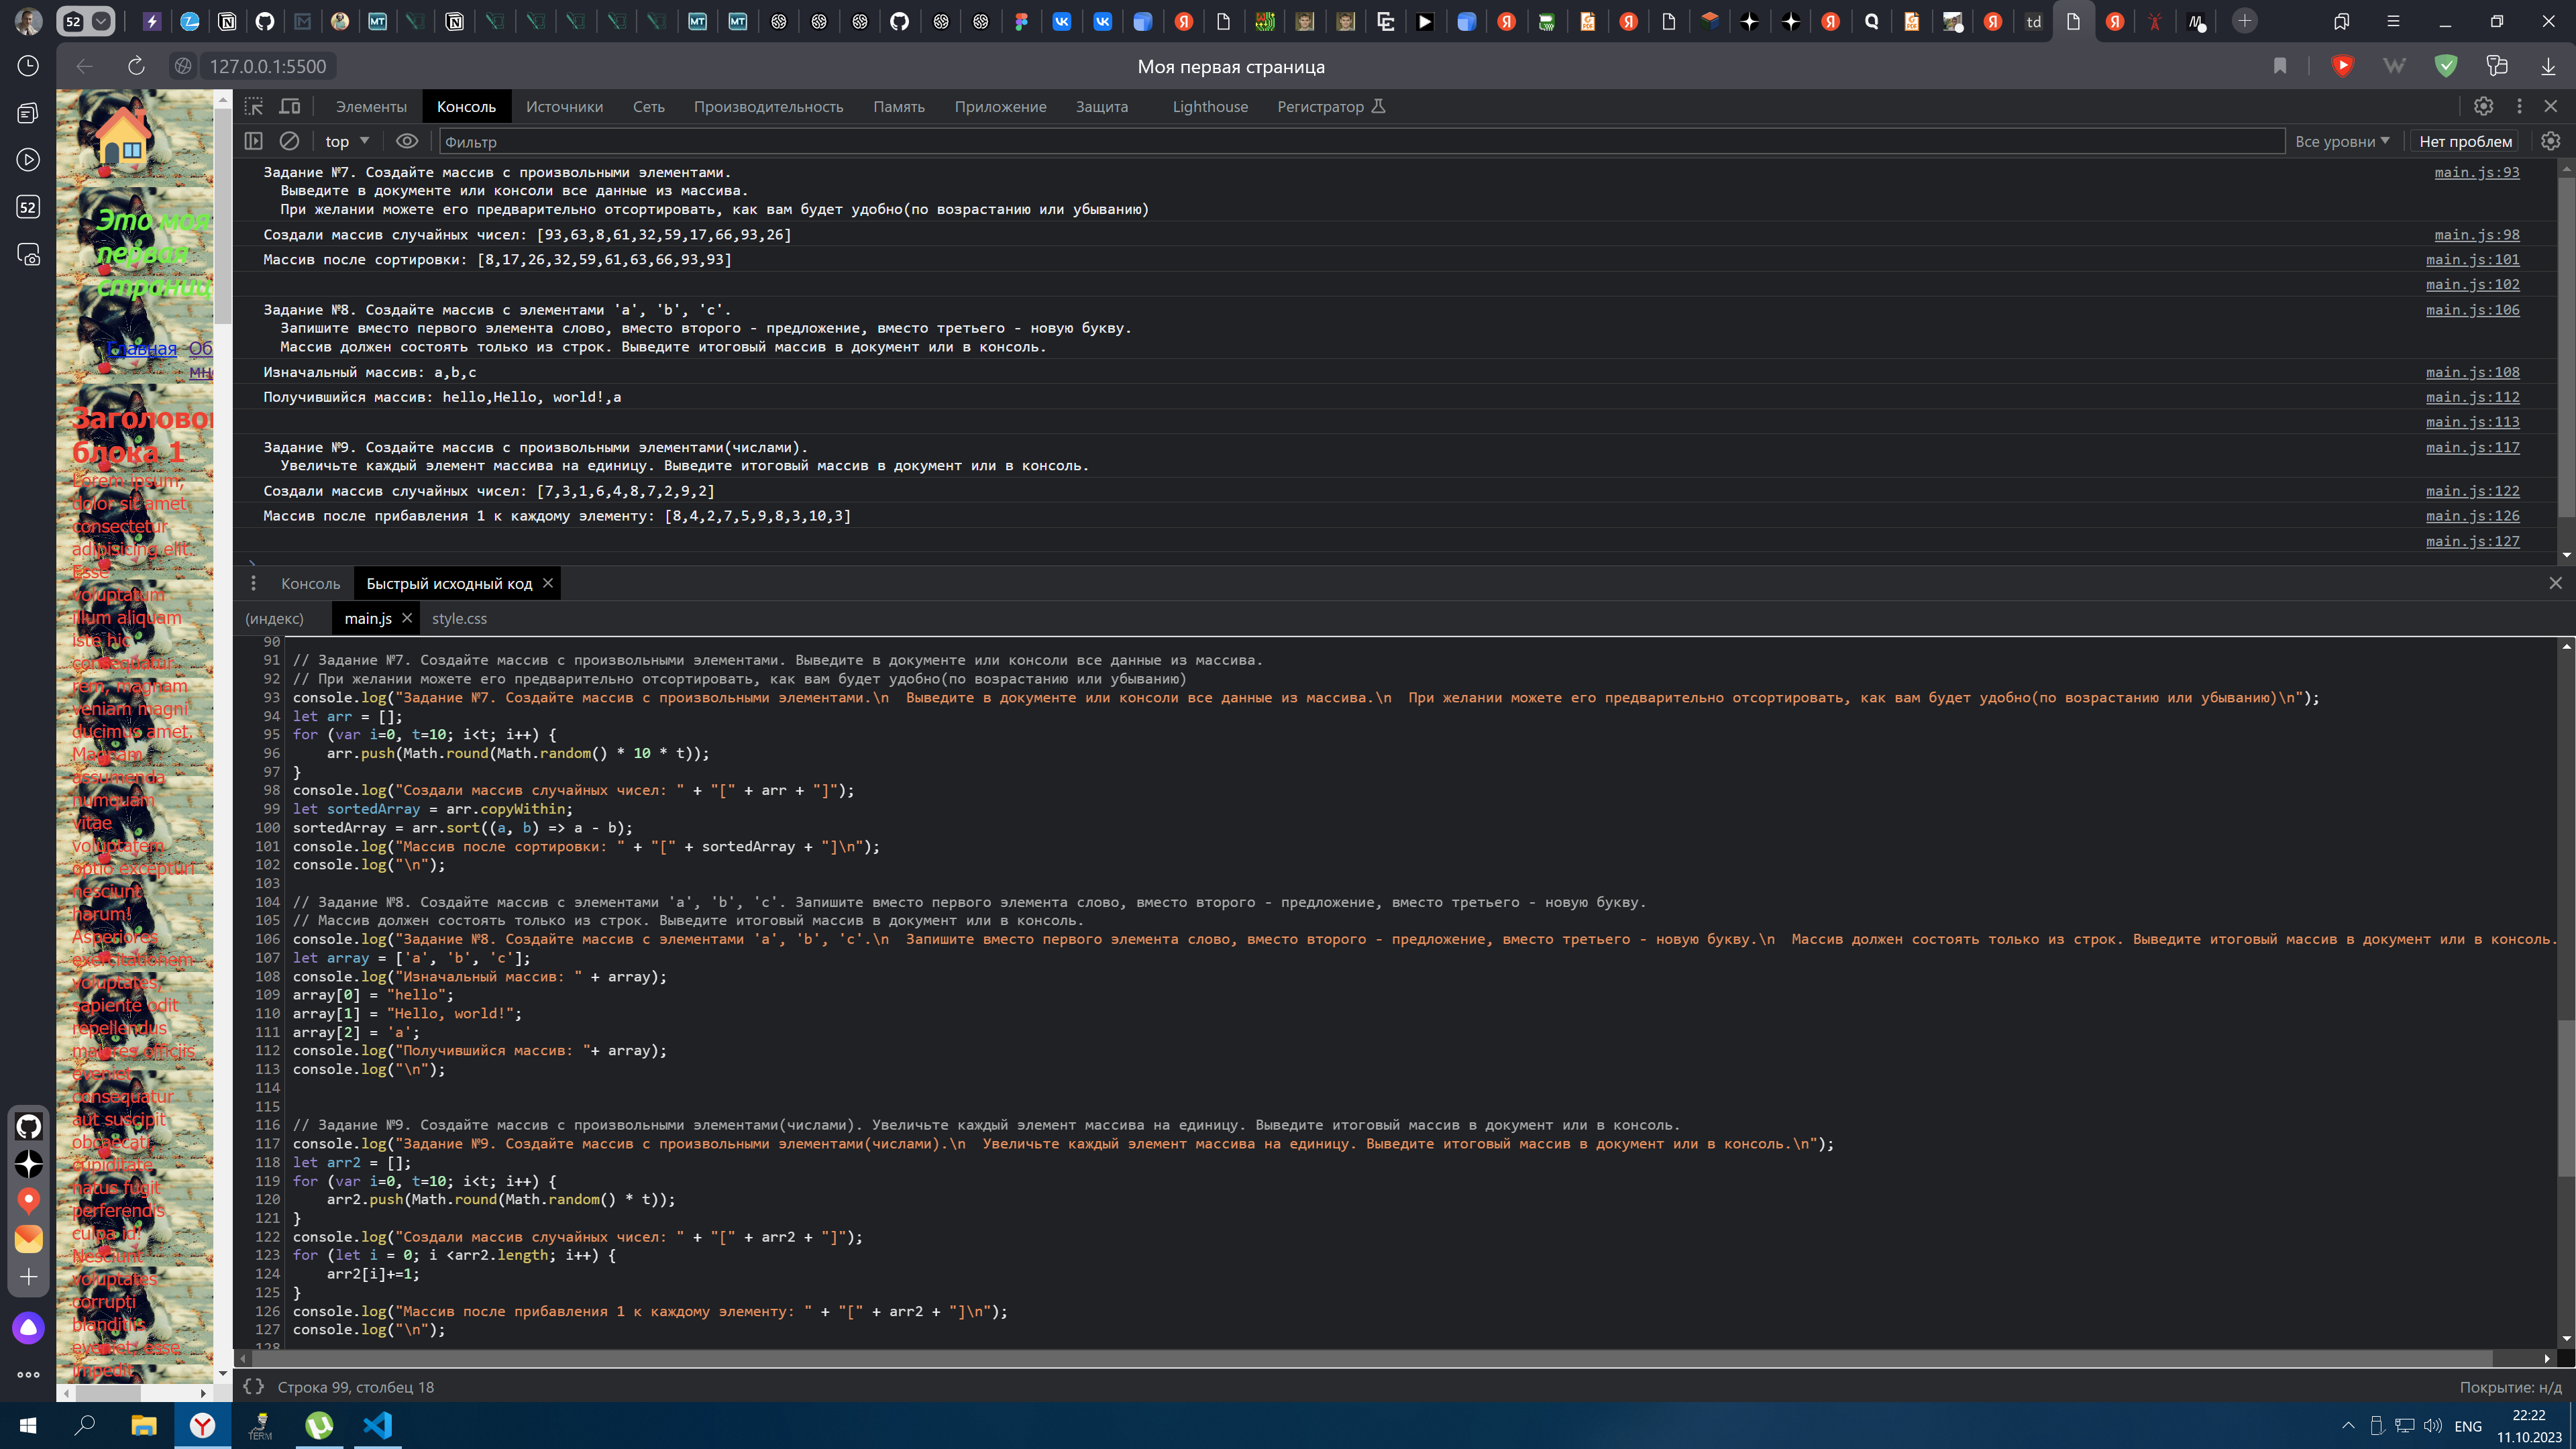 52
td
127.0.0.1:5500
Моя первая страница
52
Элементы Консоль Источники Сеть Производительность Память Приложение Защита Lighthouse Регистратор
top Фильтр Все уровни Нет проблем
Задание №7. Создайте массив с произвольными элементами. main.js:93
Выведите в документе или консоли все данные из массива.
При желании можете его предварительно отсортировать, как вам будет удобно(по возрастанию или убыванию)
Создали массив случайных чисел: [93,63,8,61,32,59,17,66,93,26] main.js:98
Массив после сортировки: [8,17,26,32,59,61,63,66,93,93] main.js:101
main.js:102
Задание №8. Создайте массив с элементами 'a', 'b', 'c'. main.js:106
Запишите вместо первого элемента слово, вместо второго - предложение, вместо третьего - новую букву.
Массив должен состоять только из строк. Выведите итоговый массив в документ или в консоль.
Изначальный массив: a,b,c main.js:108
Получившийся массив: hello,Hello, world!,a main.js:112
main.js:113
Задание №9. Создайте массив с произвольными элементами(числами). main.js:117
Увеличьте каждый элемент массива на единицу. Выведите итоговый массив в документ или в консоль.
Создали массив случайных чисел: [7,3,1,6,4,8,7,2,9,2] main.js:122
Массив после прибавления 1 к каждому элементу: [8,4,2,7,5,9,8,3,10,3] main.js:126
main.js:127
Консоль Быстрый исходный код
(индекс) main.js style.css
90
91 // Задание №7. Создайте массив с произвольными элементами. Выведите в документе или консоли все данные из массива.
92 // При желании можете его предварительно отсортировать, как вам будет удобно(по возрастанию или убыванию)
93 console.log("Задание №7. Создайте массив с произвольными элементами.\n  Выведите в документе или консоли все данные из массива.\n  При желании можете его предварительно отсортировать, как вам будет удобно(по возрастанию или убыванию)\n");
94 let arr = [];
95 for (var i=0, t=10; i<t; i++) {
96     arr.push(Math.round(Math.random() * 10 * t));
97 }
98 console.log("Создали массив случайных чисел: " + "[" + arr + "]");
99 let sortedArray = arr.copyWithin;
100 sortedArray = arr.sort((a, b) => a - b);
101 console.log("Массив после сортировки: " + "[" + sortedArray + "]\n");
102 console.log("\n");
103
104 // Задание №8. Создайте массив с элементами 'a', 'b', 'c'. Запишите вместо первого элемента слово, вместо второго - предложение, вместо третьего - новую букву.
105 // Массив должен состоять только из строк. Выведите итоговый массив в документ или в консоль.
106 console.log("Задание №8. Создайте массив с элементами 'a', 'b', 'c'.\n  Запишите вместо первого элемента слово, вместо второго - предложение, вместо третьего - новую букву.\n  Массив должен состоять только из строк. Выведите итоговый массив в документ или в консоль.
107 let array = ['a', 'b', 'c'];
108 console.log("Изначальный массив: " + array);
109 array[0] = "hello";
110 array[1] = "Hello, world!";
111 array[2] = 'a';
112 console.log("Получившийся массив: "+ array);
113 console.log("\n");
114
115
116 // Задание №9. Создайте массив с произвольными элементами(числами). Увеличьте каждый элемент массива на единицу. Выведите итоговый массив в документ или в консоль.
117 console.log("Задание №9. Создайте массив с произвольными элементами(числами).\n  Увеличьте каждый элемент массива на единицу. Выведите итоговый массив в документ или в консоль.\n");
118 let arr2 = [];
119 for (var i=0, t=10; i<t; i++) {
120     arr2.push(Math.round(Math.random() * t));
121 }
122 console.log("Создали массив случайных чисел: " + "[" + arr2 + "]");
123 for (let i = 0; i <arr2.length; i++) {
124     arr2[i]+=1;
125 }
126 console.log("Массив после прибавления 1 к каждому элементу: " + "[" + arr2 + "]\n");
127 console.log("\n");
128
Строка 99, столбец 18 Покрытие: н/д
Это моя
первая
страниц
Главная Об
мн
Заголово
блока 1
Lorem ipsum,
dolor sit amet
consectetur
adipisicing elit.
Esse
voluptatum
illum aliquam
iste hic
consequatur
rem, magnam
veniam magni
ducimus amet.
Magnam
assumenda
numquam
vitae
voluptatem
optio excepturi
nesciunt
harum!
Asperiores
exercitationem
voluptates,
sapiente odit
repellendus
maiores officiis
eveniet
consequatur
aut suscipit
obcaecati
cupiditate
natus fugit
perferendis
culpa id!
Nesciunt
voluptates
corrupti
blanditiis
eveniet, esse
impedit
TERM
ENG
22:22
11.10.2023